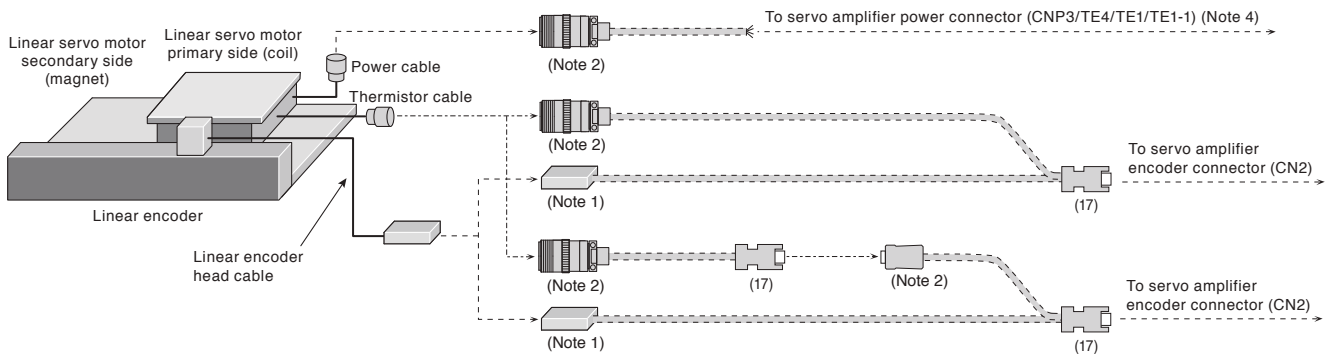 To servo amplifier power connector (CNP3/TE4/TE1/TE1-1) (Note 4)
Linear servo motor
secondary side
(magnet)
Linear servo motor
primary side (coil)
Power cable
(Note 2)
Thermistor cable
(Note 2)
To servo amplifier
encoder connector (CN2)
(Note 1)
(17)
Linear encoder
Linear encoder
head cable
(Note 2)
(17)
(Note 2)
To servo amplifier
encoder connector (CN2)
(Note 1)
(17)